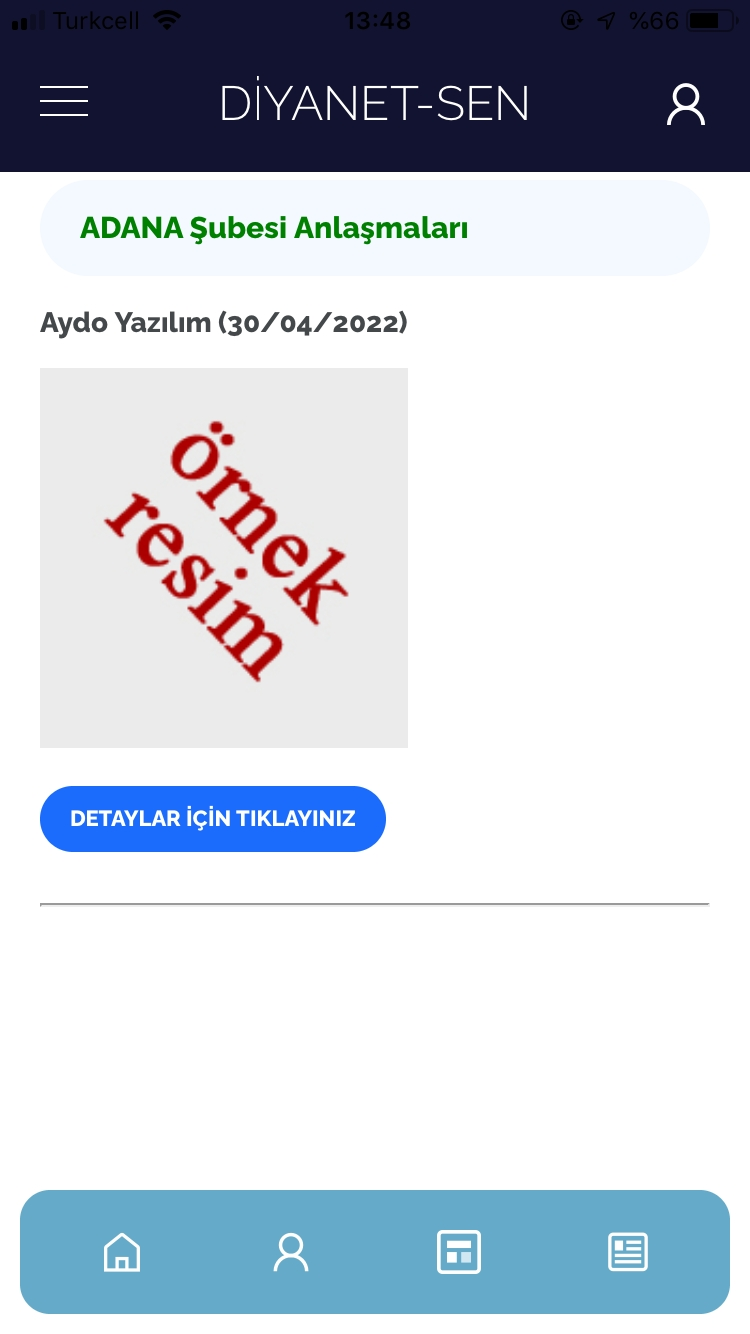 Turkcell 13:48 %66
DİYANET-SEN
ADANA Şubesi Anlaşmaları
Aydo Yazılım (30/04/2022)
örnek
resim
DETAYLAR İÇİN TIKLAYINIZ